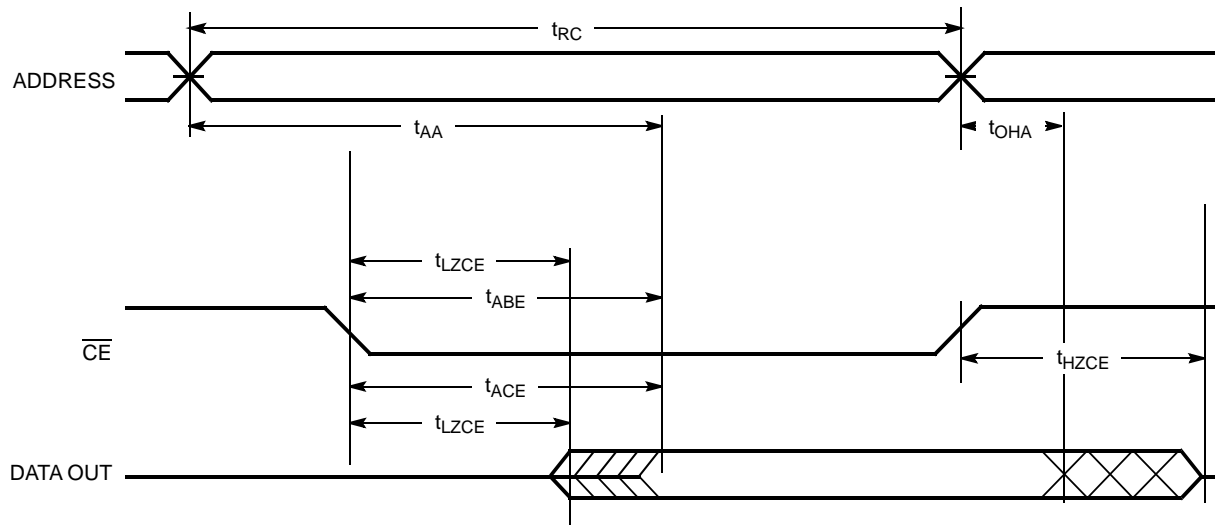 tRC
ADDRESS
tAA
tOHA
tLZCE
tABE
CE
tHZCE
tACE
tLZCE
DATA OUT